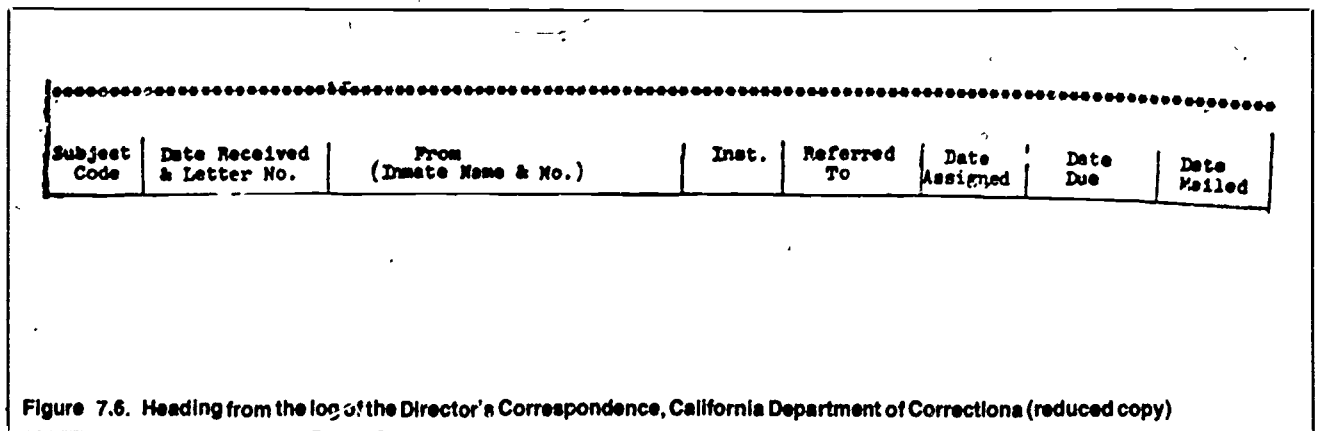 Subject Code | Date Received & Letter No. | From (Inmate Name & No.) | Inst. | Referred To | Date Assigned | Date Due | Date Mailed
Figure 7.6. Heading from the log of the Director's Correspondence, California Department of Corrections (reduced copy)